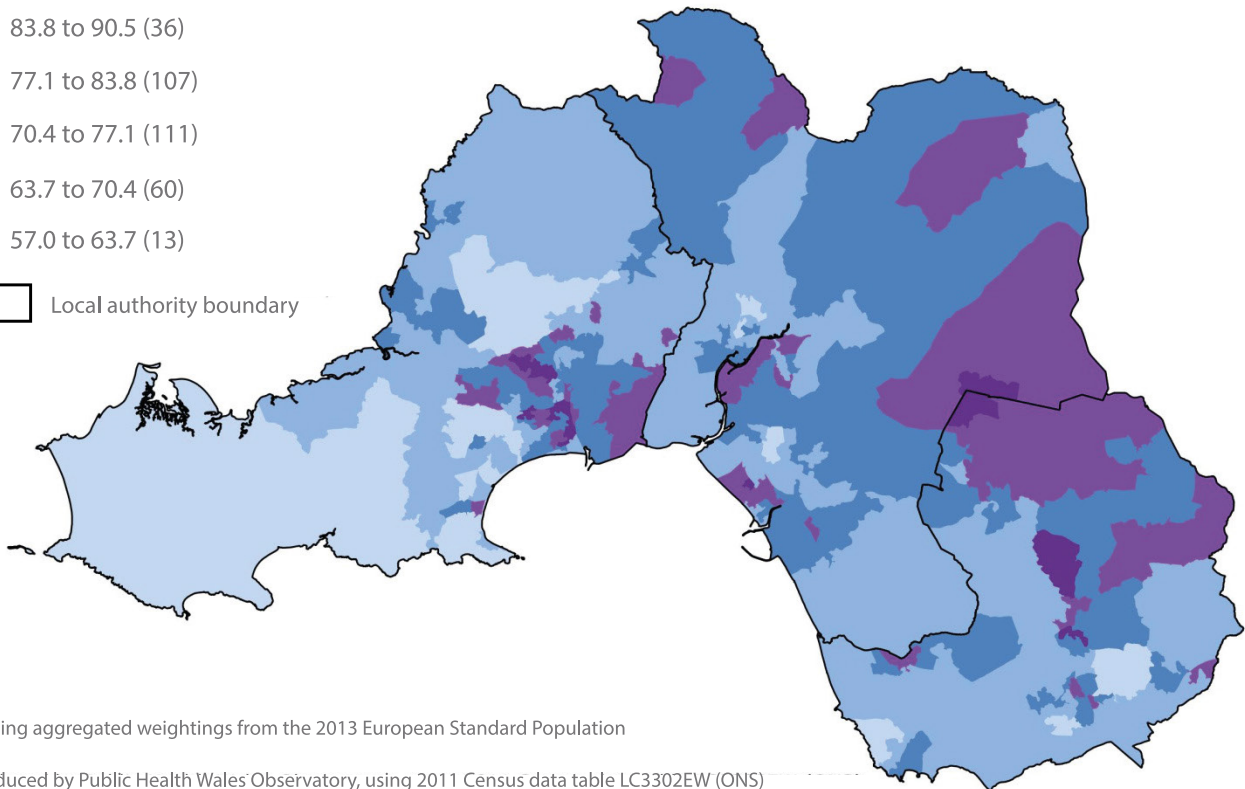 83.8 to 90.5 (36)
77.1 to 83.8 (107)
70.4 to 77.1 (111)
63.7 to 70.4 (60)
57.0 to 63.7 (13)
Local authority boundary
ing aggregated weightings from the 2013 European Standard Population
duced by Public Health Wales Observatory, using 2011 Census data table LC3302EW (ONS)